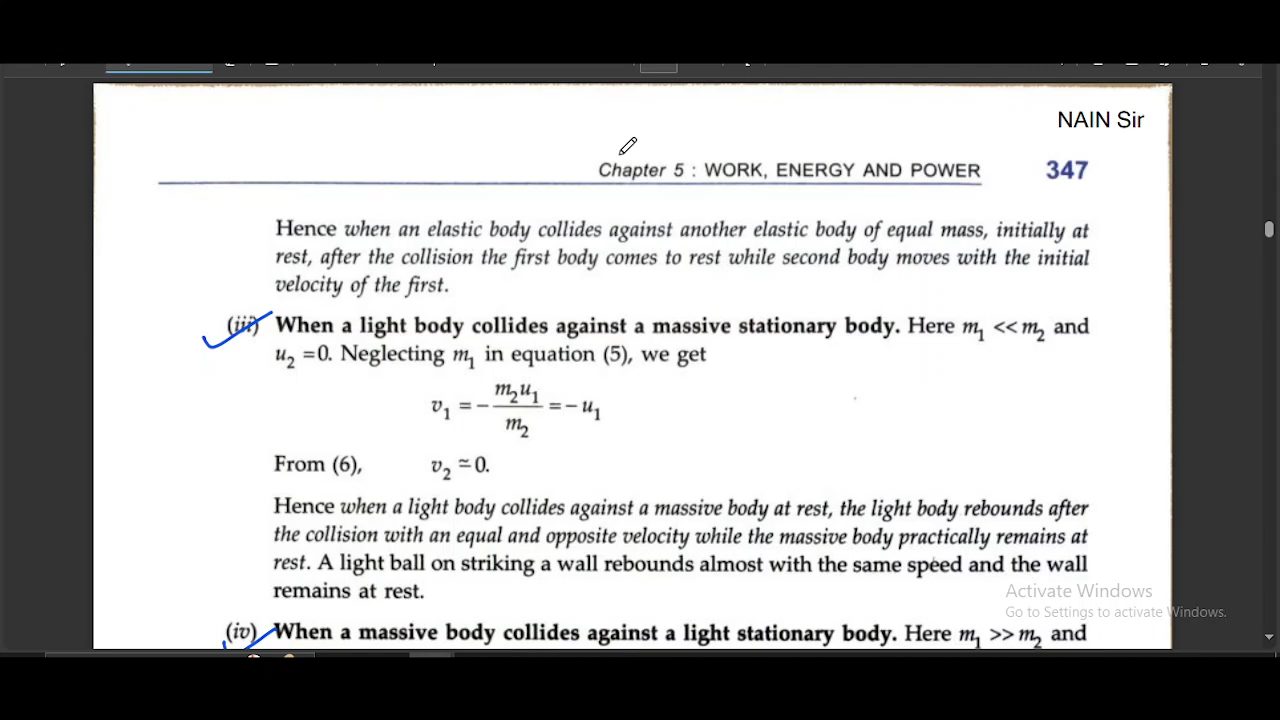 NAIN Sir
Chapter 5 : WORK, ENERGY AND POWER 347
Hence when an elastic body collides against another elastic body of equal mass, initially at
rest, after the collision the first body comes to rest while second body moves with the initial
velocity of the first.
(iii) When a light body collides against a massive stationary body. Here m₁ << m₂ and
u₂ =0. Neglecting m₁ in equation (5), we get
v₁ = − m₂u₁ / m₂ = − u₁
From (6), v₂ ≃ 0.
Hence when a light body collides against a massive body at rest, the light body rebounds after
the collision with an equal and opposite velocity while the massive body practically remains at
rest. A light ball on striking a wall rebounds almost with the same speed and the wall
remains at rest.
Activate Windows
Go to Settings to activate Windows.
(iv) When a massive body collides against a light stationary body. Here m₁ >> m₂ and